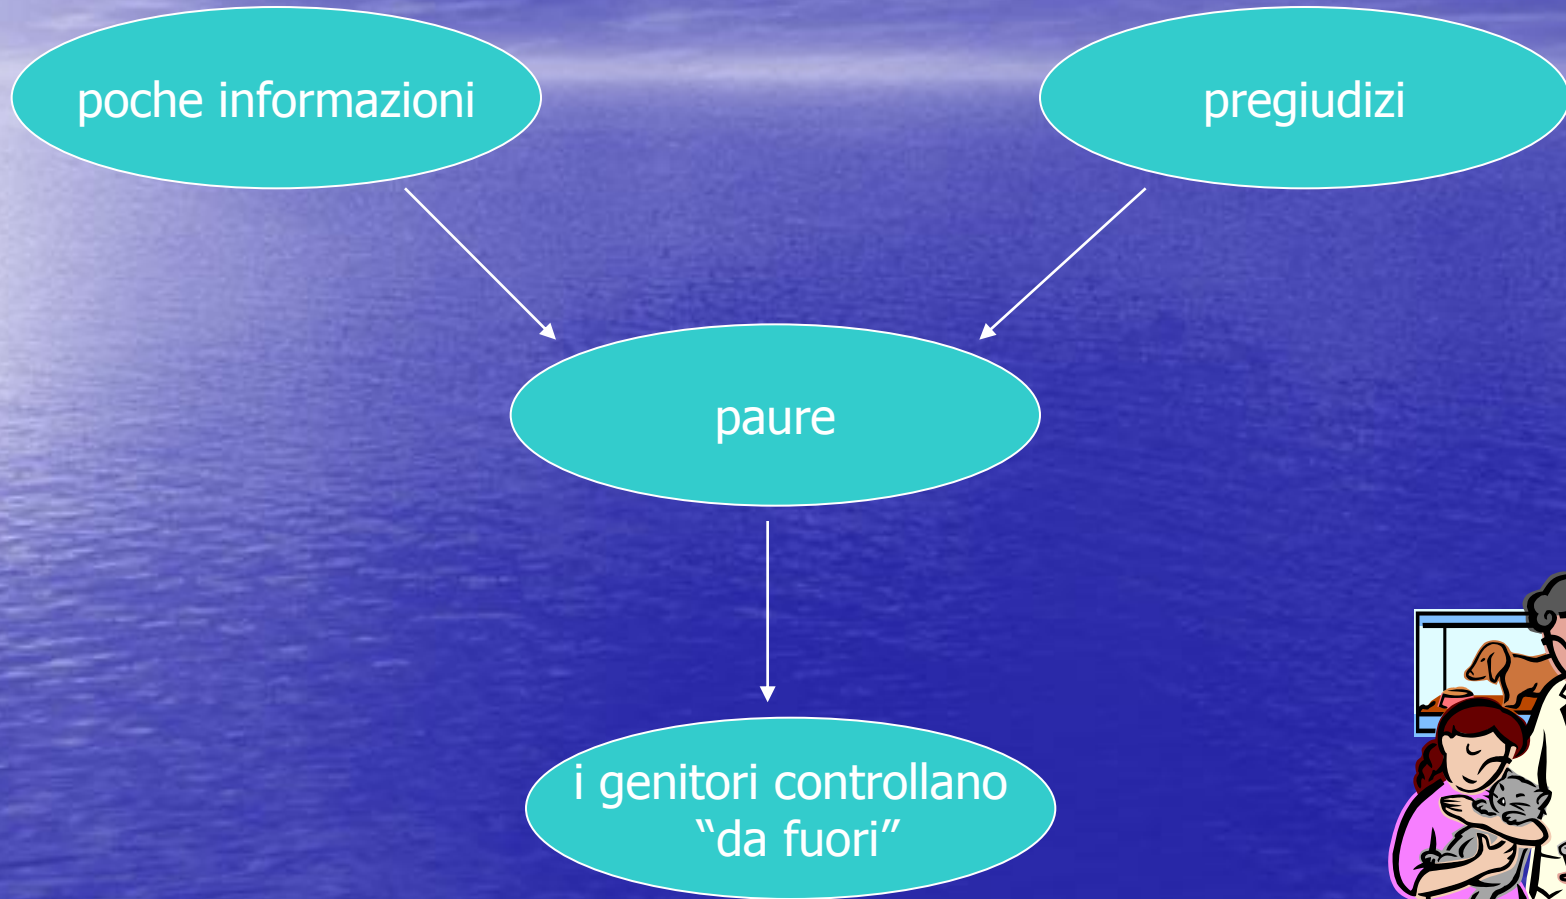 poche informazioni
pregiudizi
paure
i genitori controllano
“da fuori”